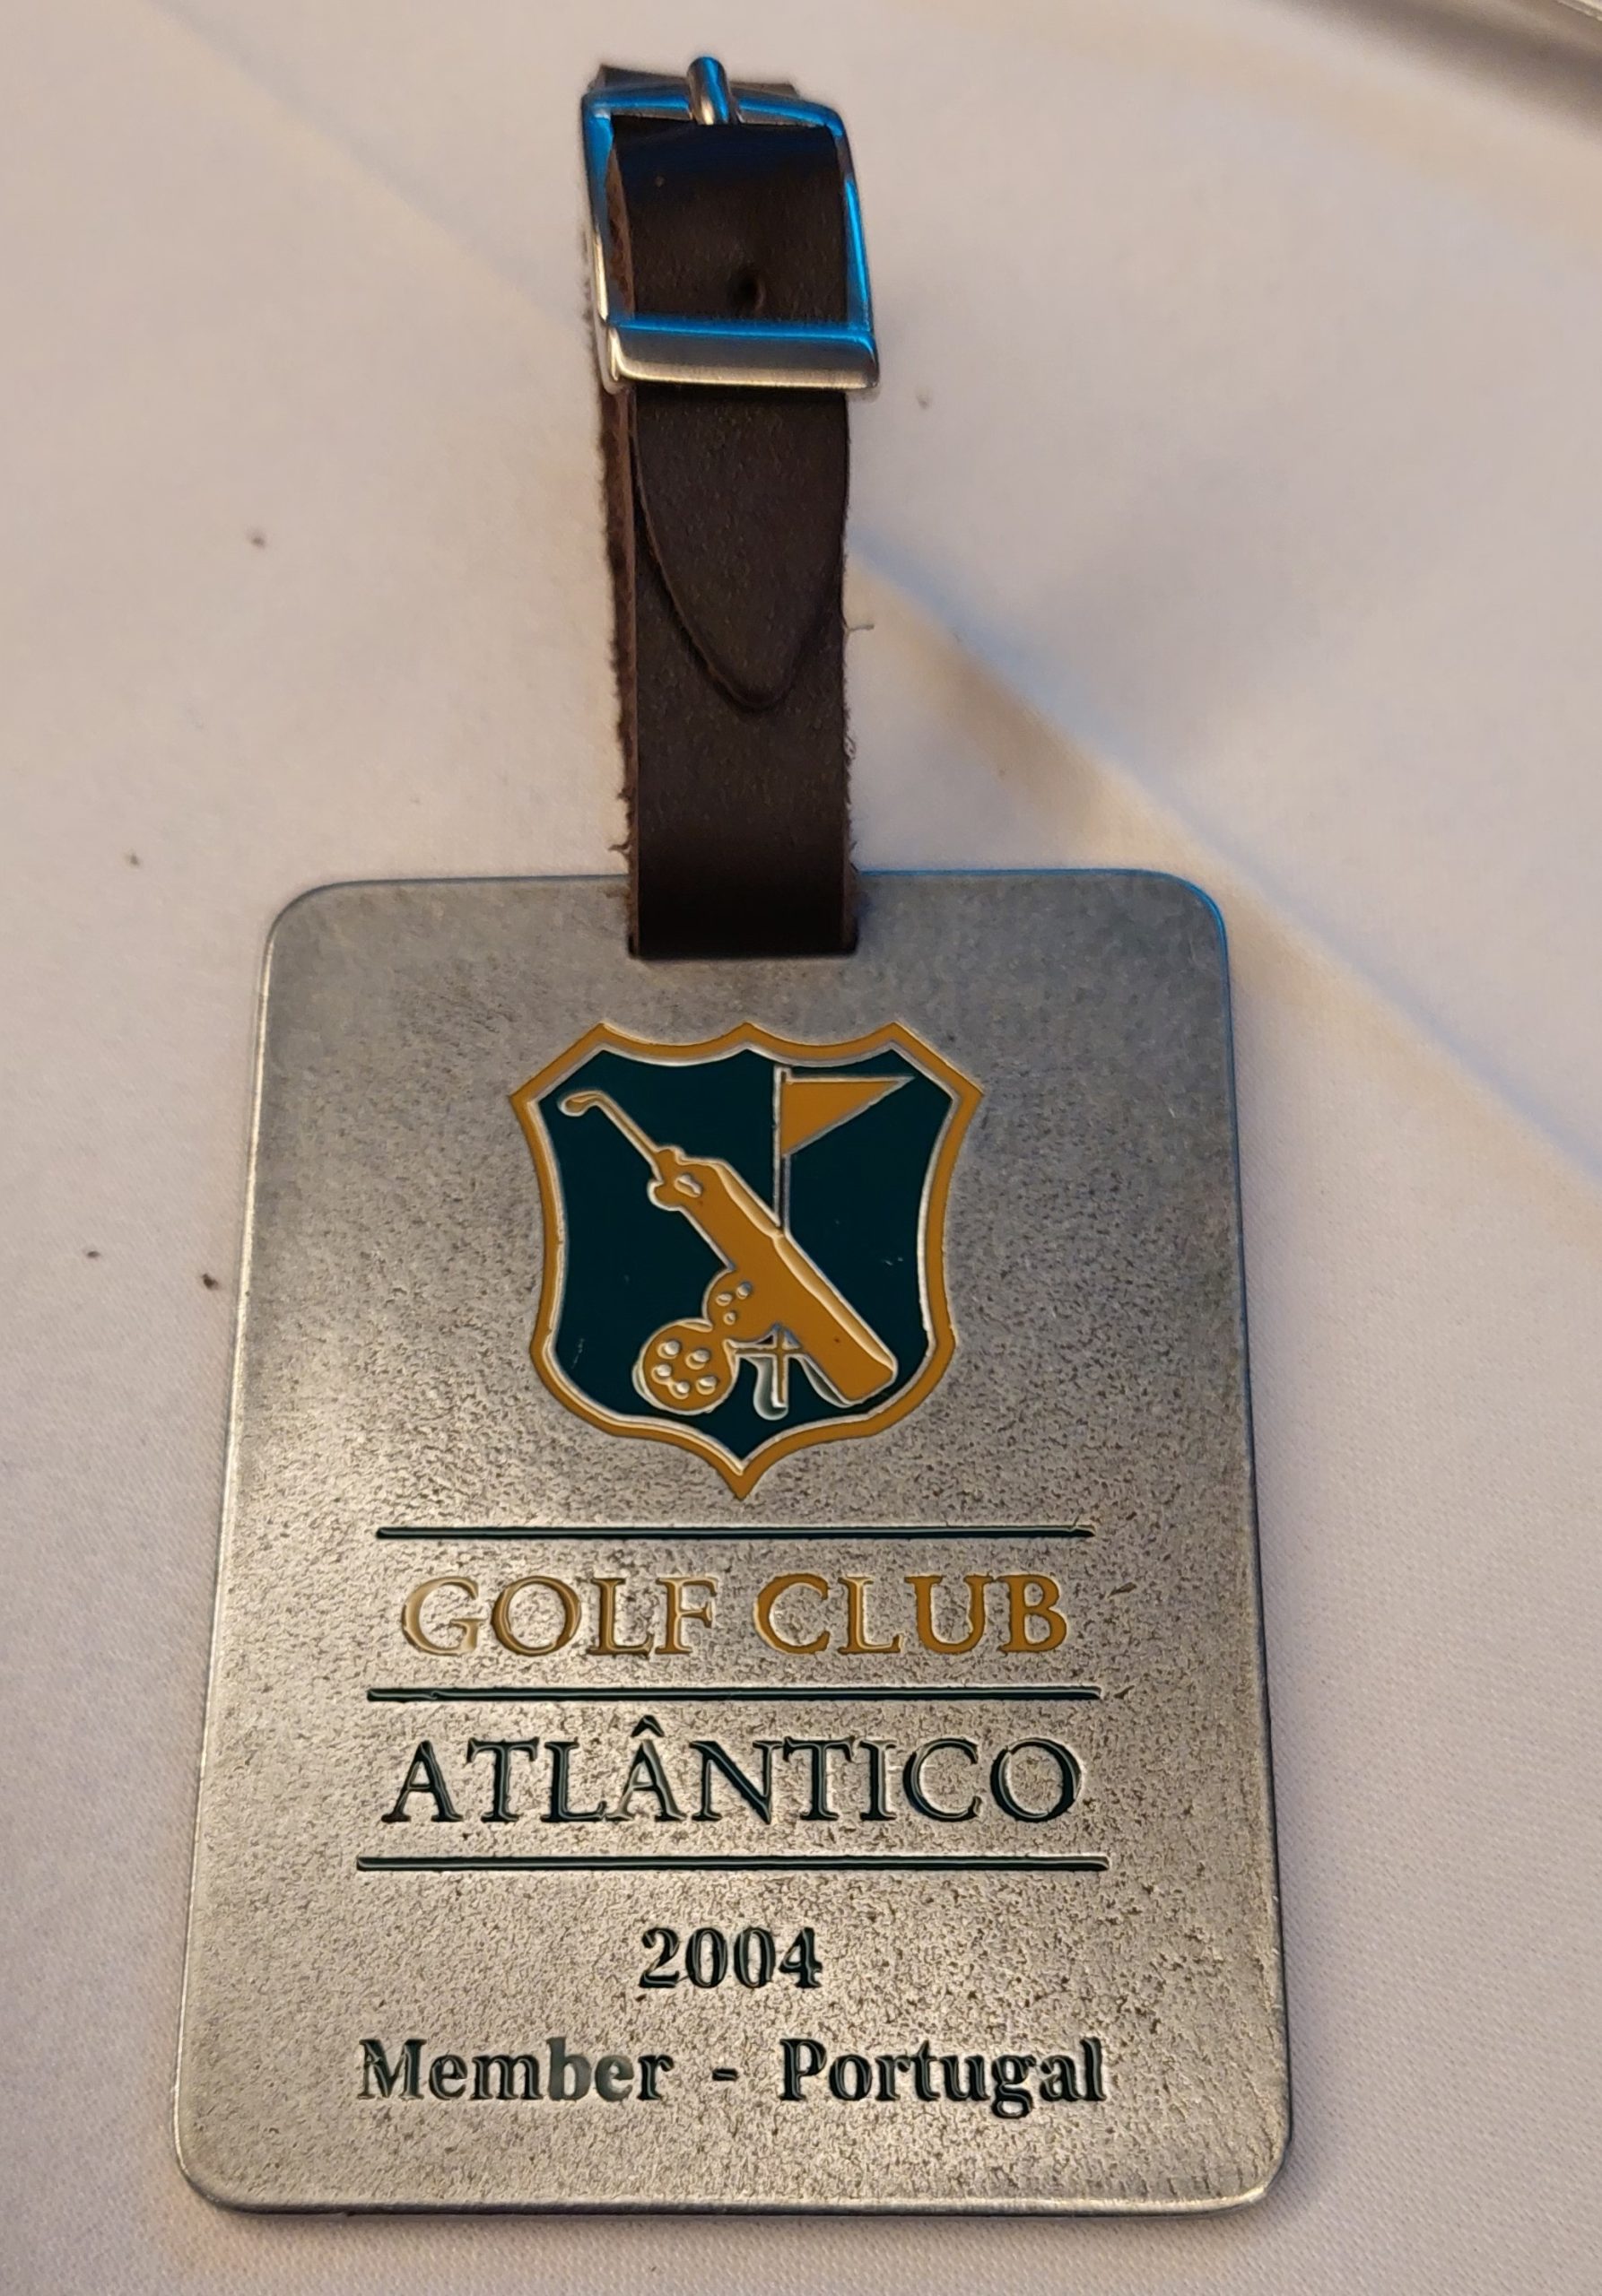 GOLF CLUB
ATLÂNTICO
2004
Member - Portugal